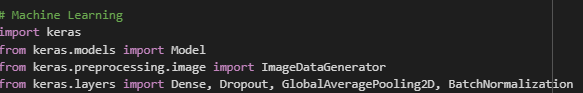 # Machine Learning
import keras
from keras.models import Model
from keras.preprocessing.image import ImageDataGenerator
from keras.layers import Dense, Dropout, GlobalAveragePooling2D, BatchNormalization